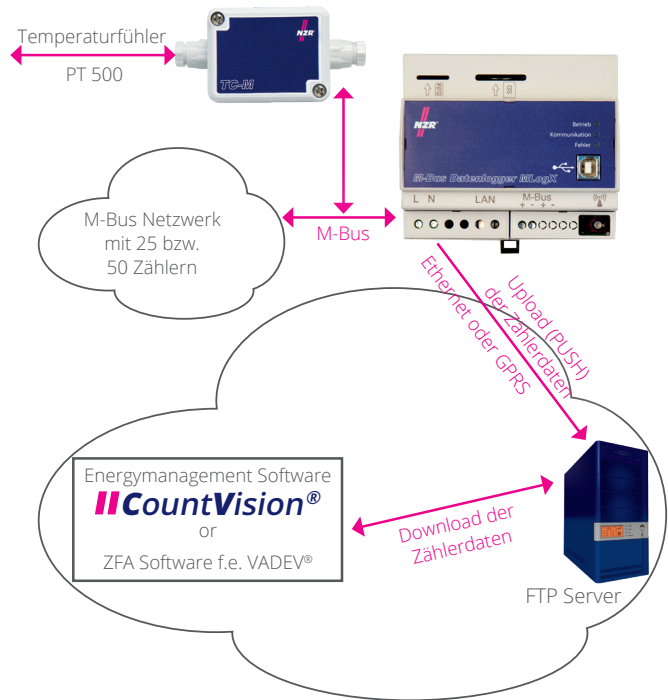 Temperaturfühler
PT 500
NZR®
TC-M
SIM
SD
NZR®
Betrieb
Kommunikation
Fehler
M-Bus Datenlogger MLogX
L N LAN M-Bus
+ - + -
M-Bus Netzwerk
mit 25 bzw.
50 Zählern
M-Bus
Upload (PUSH)
der Zählerdaten
Ethernet oder GPRS
Energymanagement Software
CountVision®
or
ZFA Software f.e. VADEV®
Download der
Zählerdaten
FTP Server